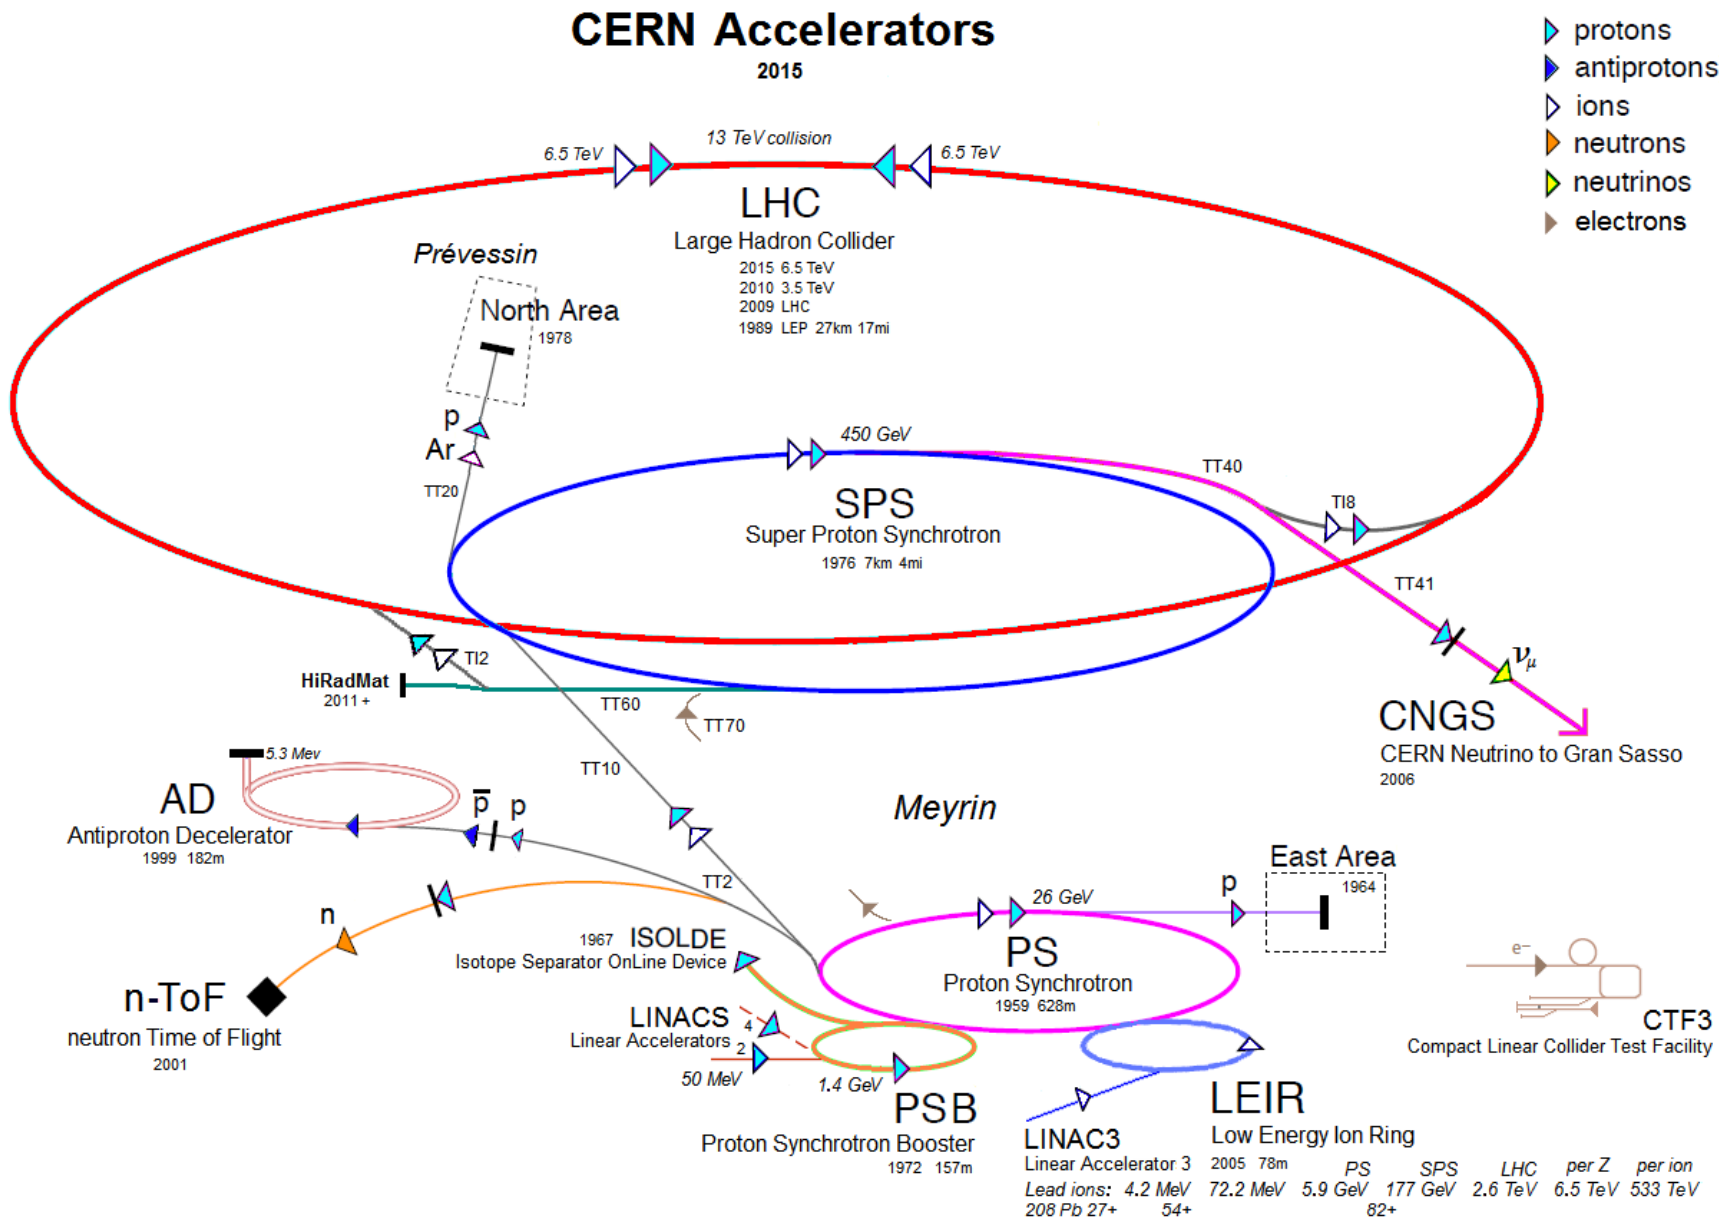 CERN Accelerators
2015
protons
antiprotons
ions
neutrons
neutrinos
electrons
6.5 TeV
13 TeV collision
6.5 TeV
LHC
Large Hadron Collider
2015 6.5 TeV
2010 3.5 TeV
2009 LHC
1989 LEP 27km 17mi
Prévessin
North Area
1978
p
Ar
TT20
450 GeV
SPS
Super Proton Synchrotron
1976 7km 4mi
TT40
TI8
TT41
νμ
CNGS
CERN Neutrino to Gran Sasso
2006
TI2
HiRadMat
2011 +
TT60
TT70
TT10
5.3 Mev
AD
Antiproton Decelerator
1999 182m
p̅ p
TT2
n
n-ToF
neutron Time of Flight
2001
Meyrin
East Area
1964
p
26 GeV
PS
Proton Synchrotron
1959 628m
1967 ISOLDE
Isotope Separator OnLine Device
LINACS
Linear Accelerators
4
2
50 MeV
1.4 GeV
PSB
Proton Synchrotron Booster
1972 157m
e−
CTF3
Compact Linear Collider Test Facility
LEIR
Low Energy Ion Ring
2005 78m
LINAC3
Linear Accelerator 3
PS SPS LHC per Z per ion
Lead ions: 4.2 MeV 72.2 MeV 5.9 GeV 177 GeV 2.6 TeV 6.5 TeV 533 TeV
208 Pb 27+ 54+ 82+